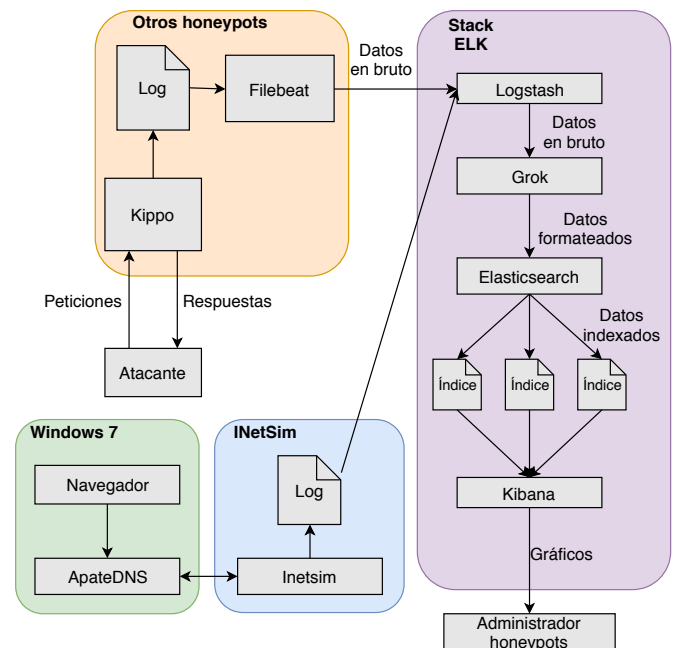 Otros honeypots
Log
Filebeat
Kippo
Datos
en bruto
Peticiones
Respuestas
Atacante
Stack
ELK
Logstash
Datos
en bruto
Grok
Datos
formateados
Elasticsearch
Datos
indexados
Índice
Índice
Índice
Kibana
Gráficos
Administrador
honeypots
Windows 7
Navegador
ApateDNS
INetSim
Log
Inetsim